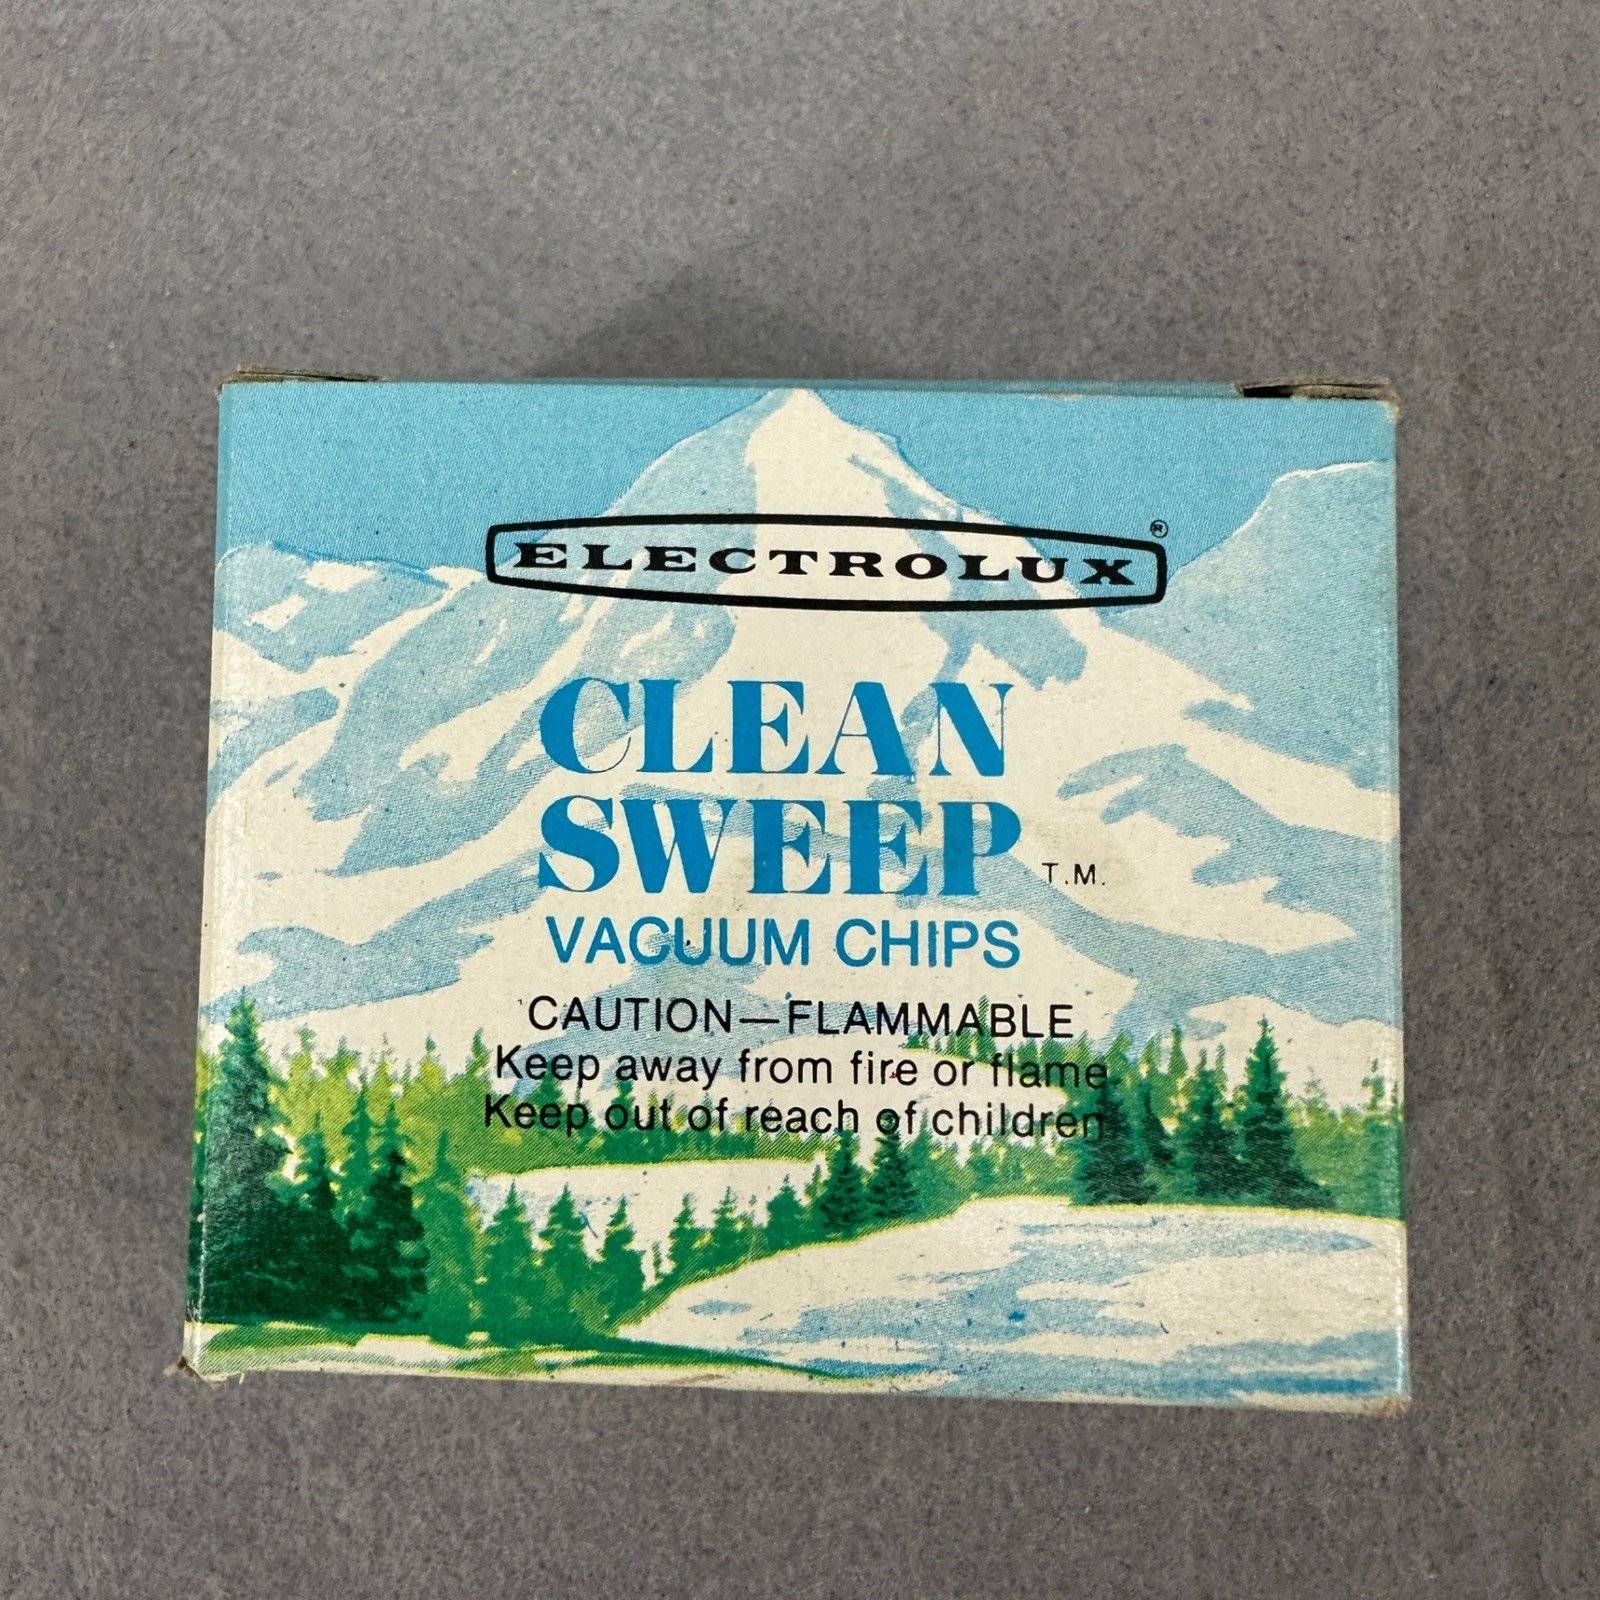 ELECTROLUX®
CLEAN
SWEEP T.M.
VACUUM CHIPS
CAUTION—FLAMMABLE
Keep away from fire or flame
Keep out of reach of children